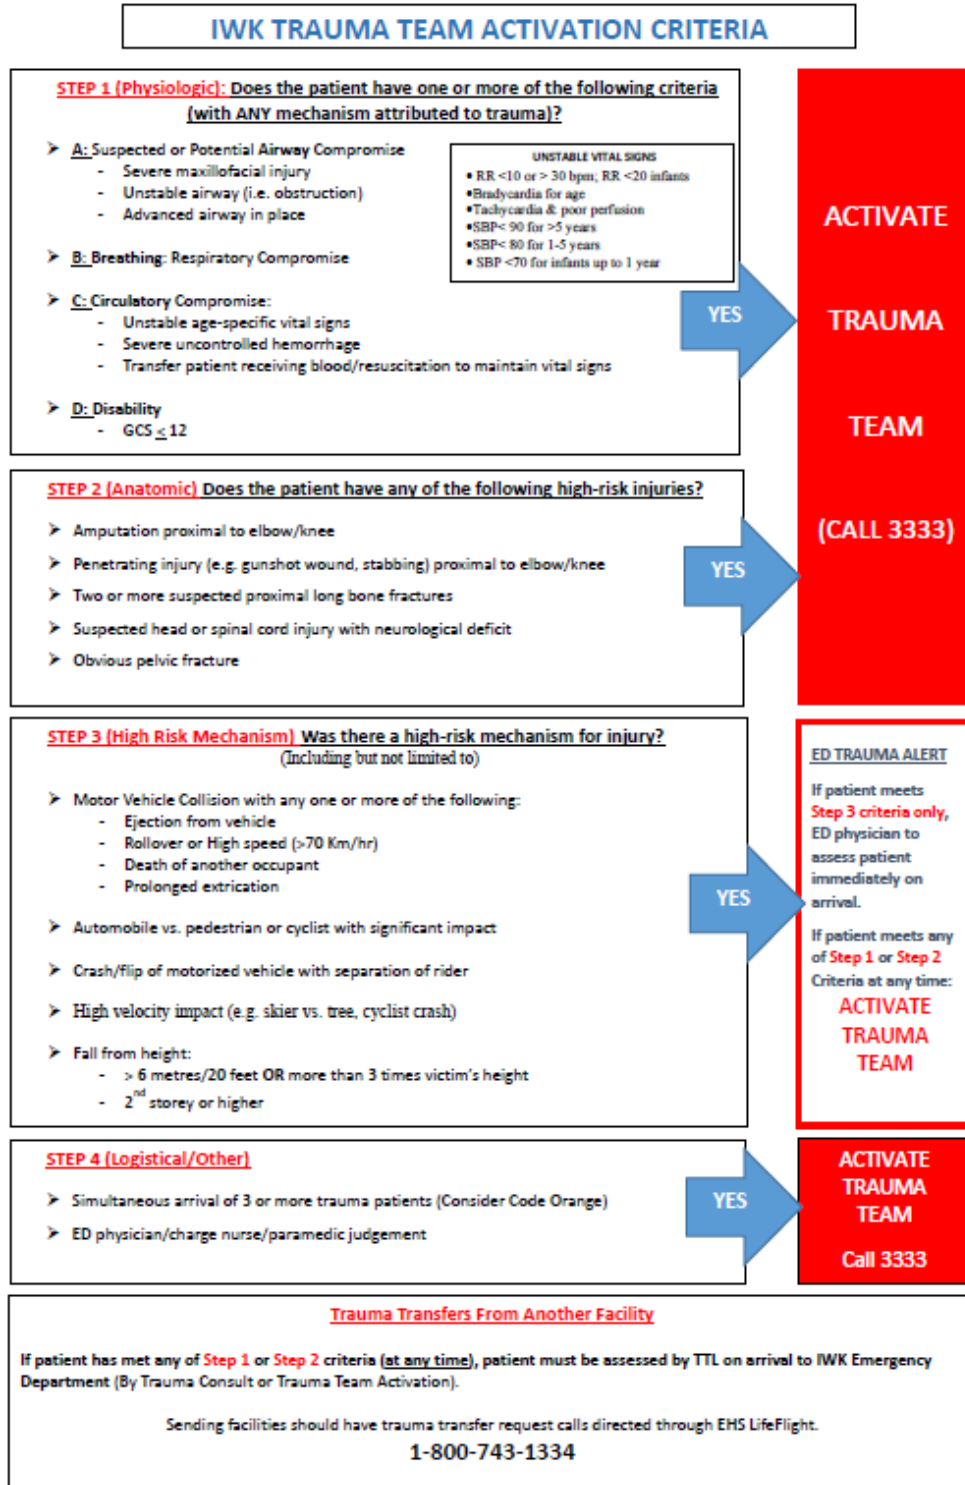 IWK TRAUMA TEAM ACTIVATION CRITERIA
STEP 1 (Physiologic): Does the patient have one or more of the following criteria
(with ANY mechanism attributed to trauma)?
➤ A: Suspected or Potential Airway Compromise
- Severe maxillofacial injury
- Unstable airway (i.e. obstruction)
- Advanced airway in place
➤ B: Breathing: Respiratory Compromise
➤ C: Circulatory Compromise:
- Unstable age-specific vital signs
- Severe uncontrolled hemorrhage
- Transfer patient receiving blood/resuscitation to maintain vital signs
➤ D: Disability
- GCS ≤ 12
UNSTABLE VITAL SIGNS
• RR <10 or > 30 bpm; RR <20 infants
•Bradycardia for age
•Tachycardia & poor perfusion
•SBP< 90 for >5 years
•SBP< 80 for 1-5 years
• SBP <70 for infants up to 1 year
YES
ACTIVATE
TRAUMA
TEAM
(CALL 3333)
STEP 2 (Anatomic) Does the patient have any of the following high-risk injuries?
➤ Amputation proximal to elbow/knee
➤ Penetrating injury (e.g. gunshot wound, stabbing) proximal to elbow/knee
➤ Two or more suspected proximal long bone fractures
➤ Suspected head or spinal cord injury with neurological deficit
➤ Obvious pelvic fracture
YES
STEP 3 (High Risk Mechanism) Was there a high-risk mechanism for injury?
(Including but not limited to)
➤ Motor Vehicle Collision with any one or more of the following:
- Ejection from vehicle
- Rollover or High speed (>70 Km/hr)
- Death of another occupant
- Prolonged extrication
➤ Automobile vs. pedestrian or cyclist with significant impact
➤ Crash/flip of motorized vehicle with separation of rider
➤ High velocity impact (e.g. skier vs. tree, cyclist crash)
➤ Fall from height:
- > 6 metres/20 feet OR more than 3 times victim's height
- 2nd storey or higher
YES
ED TRAUMA ALERT
If patient meets
Step 3 criteria only,
ED physician to
assess patient
immediately on
arrival.
If patient meets any
of Step 1 or Step 2
Criteria at any time:
ACTIVATE
TRAUMA
TEAM
STEP 4 (Logistical/Other)
➤ Simultaneous arrival of 3 or more trauma patients (Consider Code Orange)
➤ ED physician/charge nurse/paramedic judgement
YES
ACTIVATE
TRAUMA
TEAM
Call 3333
Trauma Transfers From Another Facility
If patient has met any of Step 1 or Step 2 criteria (at any time), patient must be assessed by TTL on arrival to IWK Emergency
Department (By Trauma Consult or Trauma Team Activation).
Sending facilities should have trauma transfer request calls directed through EHS LifeFlight.
1-800-743-1334